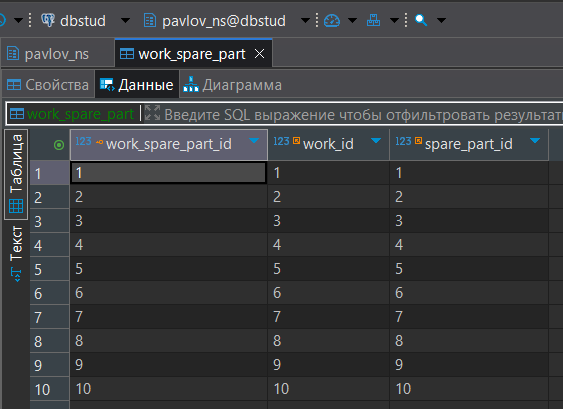 dbstud pavlov_ns@dbstud
pavlov_ns work_spare_part
Свойства Данные Диаграмма
work_spare_part Введите SQL выражение чтобы отфильтровать результат
Таблица
Текст
123 work_spare_part_id 123 work_id 123 spare_part_id
1 1 1 1
2 2 2 2
3 3 3 3
4 4 4 4
5 5 5 5
6 6 6 6
7 7 7 7
8 8 8 8
9 9 9 9
10 10 10 10